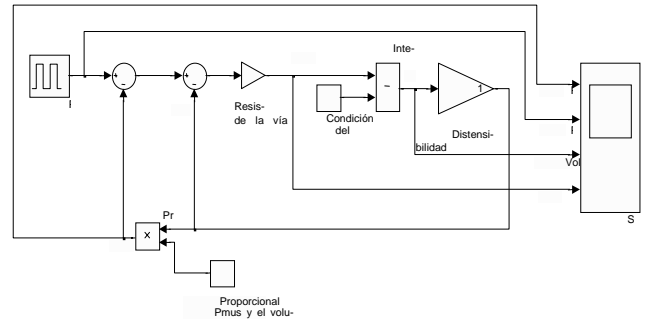 Inte-
1
Resis-
de la vía
Condición
del
Distensi-
bilidad
Vol
S
Pr
x
Proporcional
Pmus y el volu-